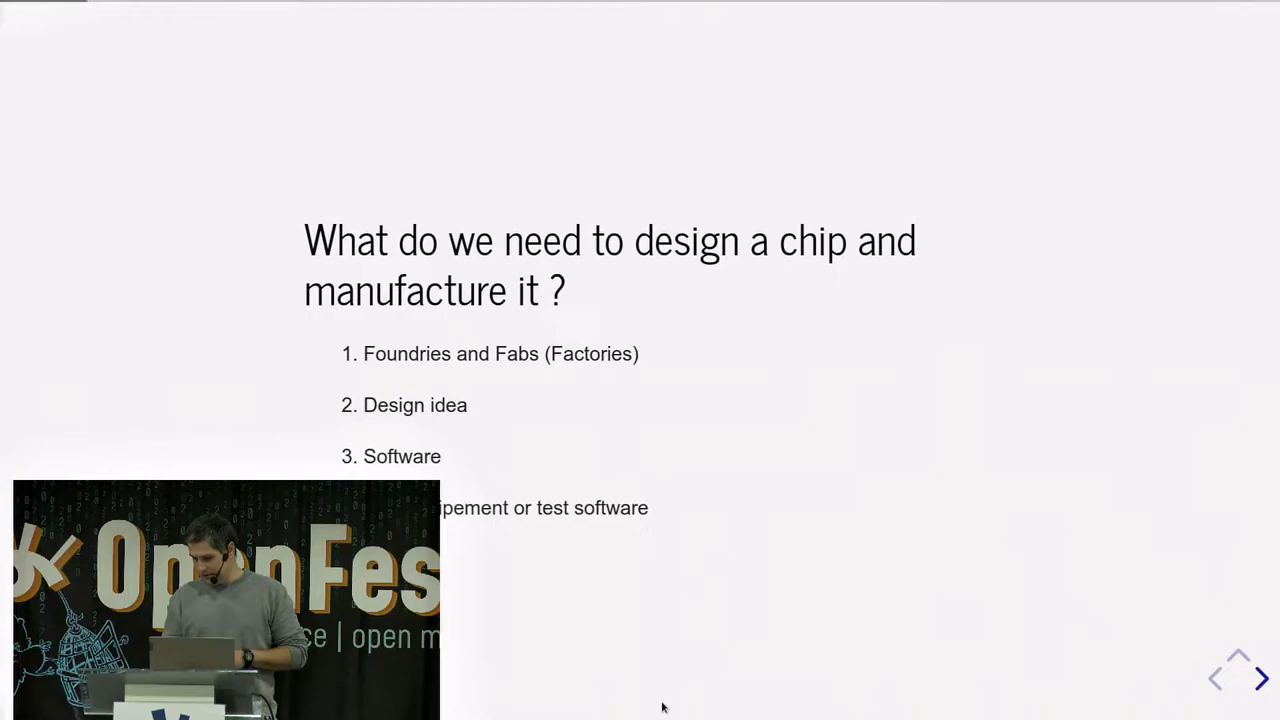 What do we need to design a chip and
manufacture it ?
1. Foundries and Fabs (Factories)
2. Design idea
3. Software
ipement or test software
OpenFes
ce | open m